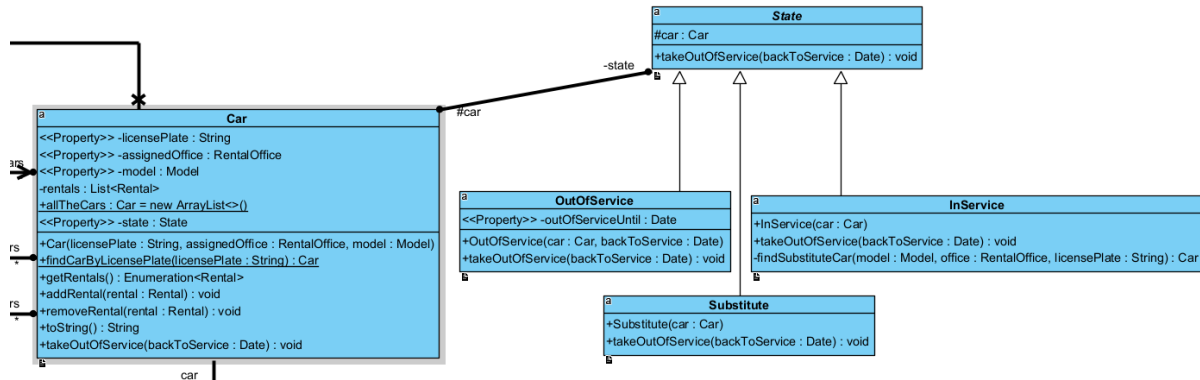 a
State
#car : Car
+takeOutOfService(backToService : Date) : void
-state
#car
a
Car
<<Property>> -licensePlate : String
<<Property>> -assignedOffice : RentalOffice
<<Property>> -model : Model
-rentals : List<Rental>
+allTheCars : Car = new ArrayList<>()
<<Property>> -state : State
+Car(licensePlate : String, assignedOffice : RentalOffice, model : Model)
+findCarByLicensePlate(licensePlate : String) : Car
+getRentals() : Enumeration<Rental>
+addRental(rental : Rental) : void
+removeRental(rental : Rental) : void
+toString() : String
+takeOutOfService(backToService : Date) : void
ars
rs
*
rs
*
car
a
OutOfService
<<Property>> -outOfServiceUntil : Date
+OutOfService(car : Car, backToService : Date)
+takeOutOfService(backToService : Date) : void
a
InService
+InService(car : Car)
+takeOutOfService(backToService : Date) : void
-findSubstituteCar(model : Model, office : RentalOffice, licensePlate : String) : Car
a
Substitute
+Substitute(car : Car)
+takeOutOfService(backToService : Date) : void